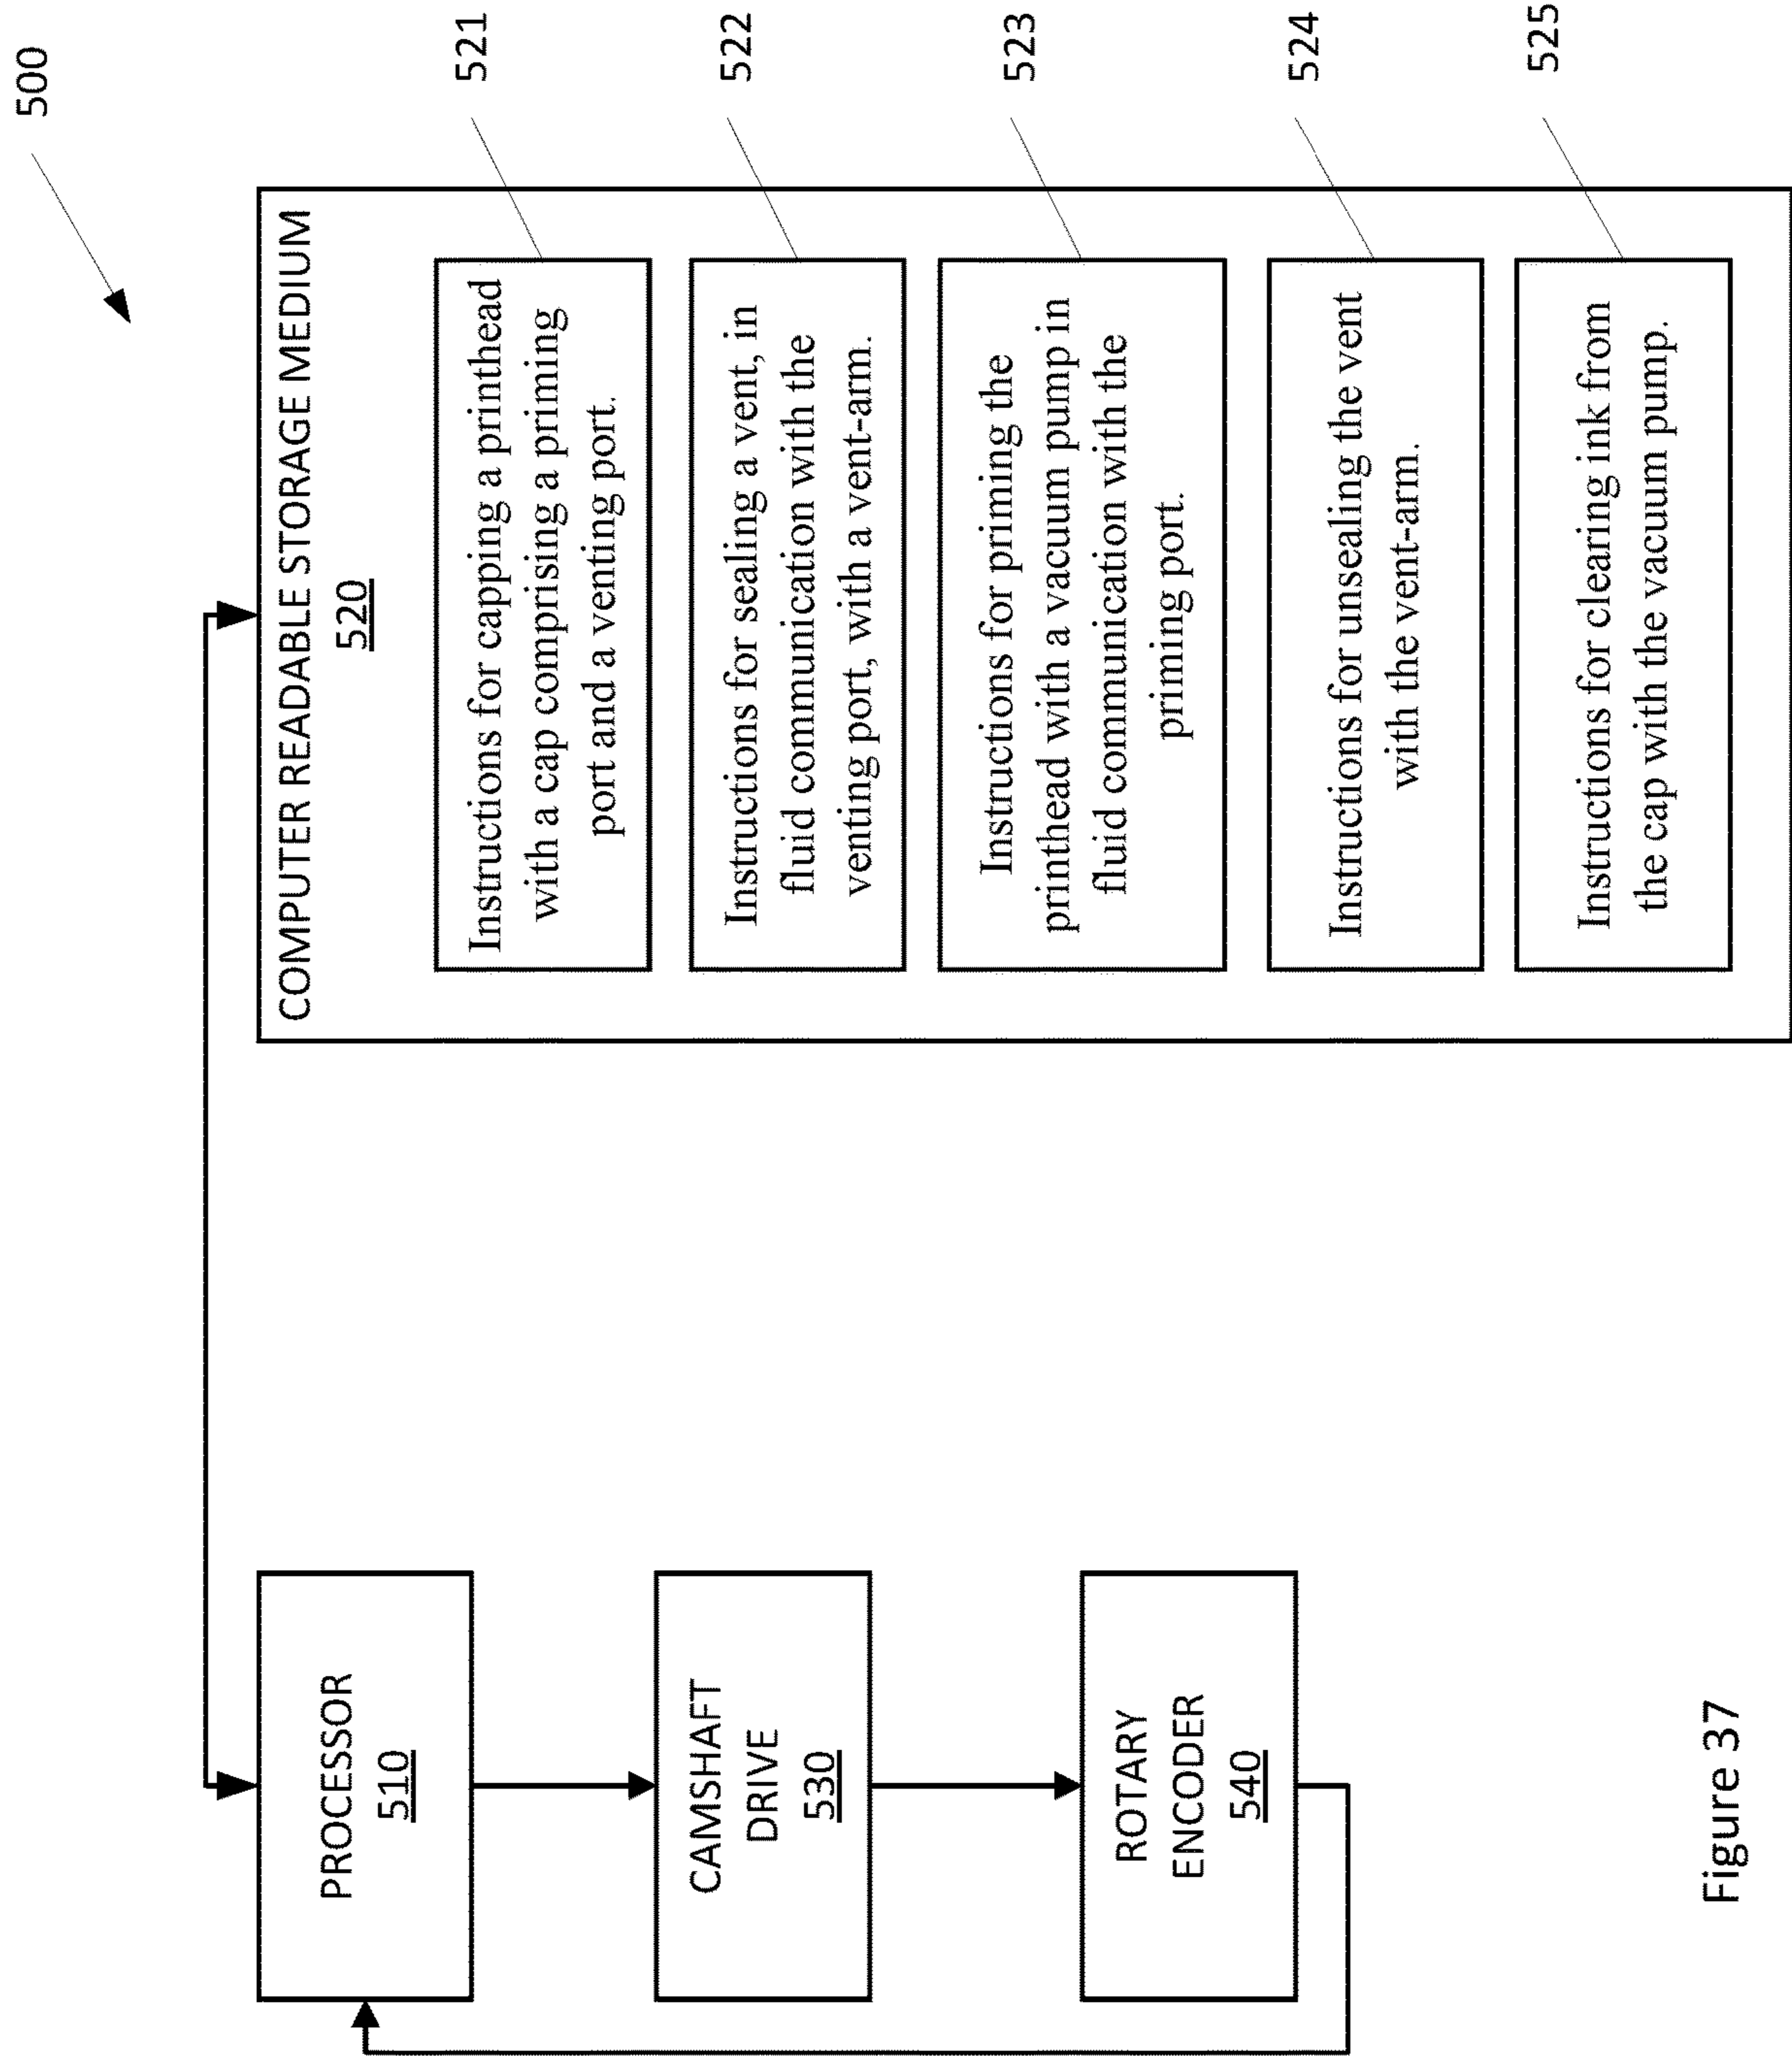 500
PROCESSOR
510
CAMSHAFT
DRIVE
530
ROTARY
ENCODER
540
COMPUTER READABLE STORAGE MEDIUM
520
Instructions for capping a printhead
with a cap comprising a priming
port and a venting port.
521
Instructions for sealing a vent, in
fluid communication with the
venting port, with a vent-arm.
522
Instructions for priming the
printhead with a vacuum pump in
fluid communication with the
priming port.
523
Instructions for unsealing the vent
with the vent-arm.
524
Instructions for clearing ink from
the cap with the vacuum pump.
525
Figure 37